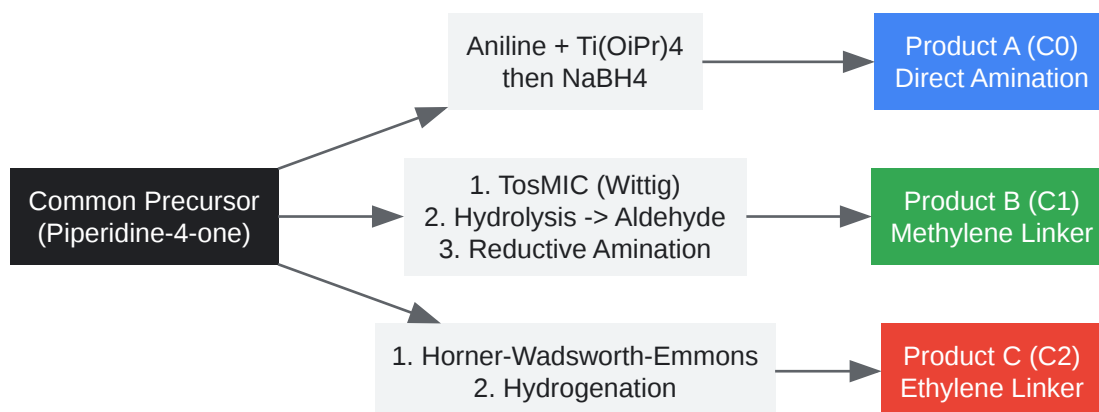 Aniline + Ti(OiPr)4
then NaBH4
Product A (C0)
Direct Amination
Common Precursor
(Piperidine-4-one)
1. TosMIC (Wittig)
2. Hydrolysis -> Aldehyde
3. Reductive Amination
Product B (C1)
Methylene Linker
1. Horner-Wadsworth-Emmons
2. Hydrogenation
Product C (C2)
Ethylene Linker